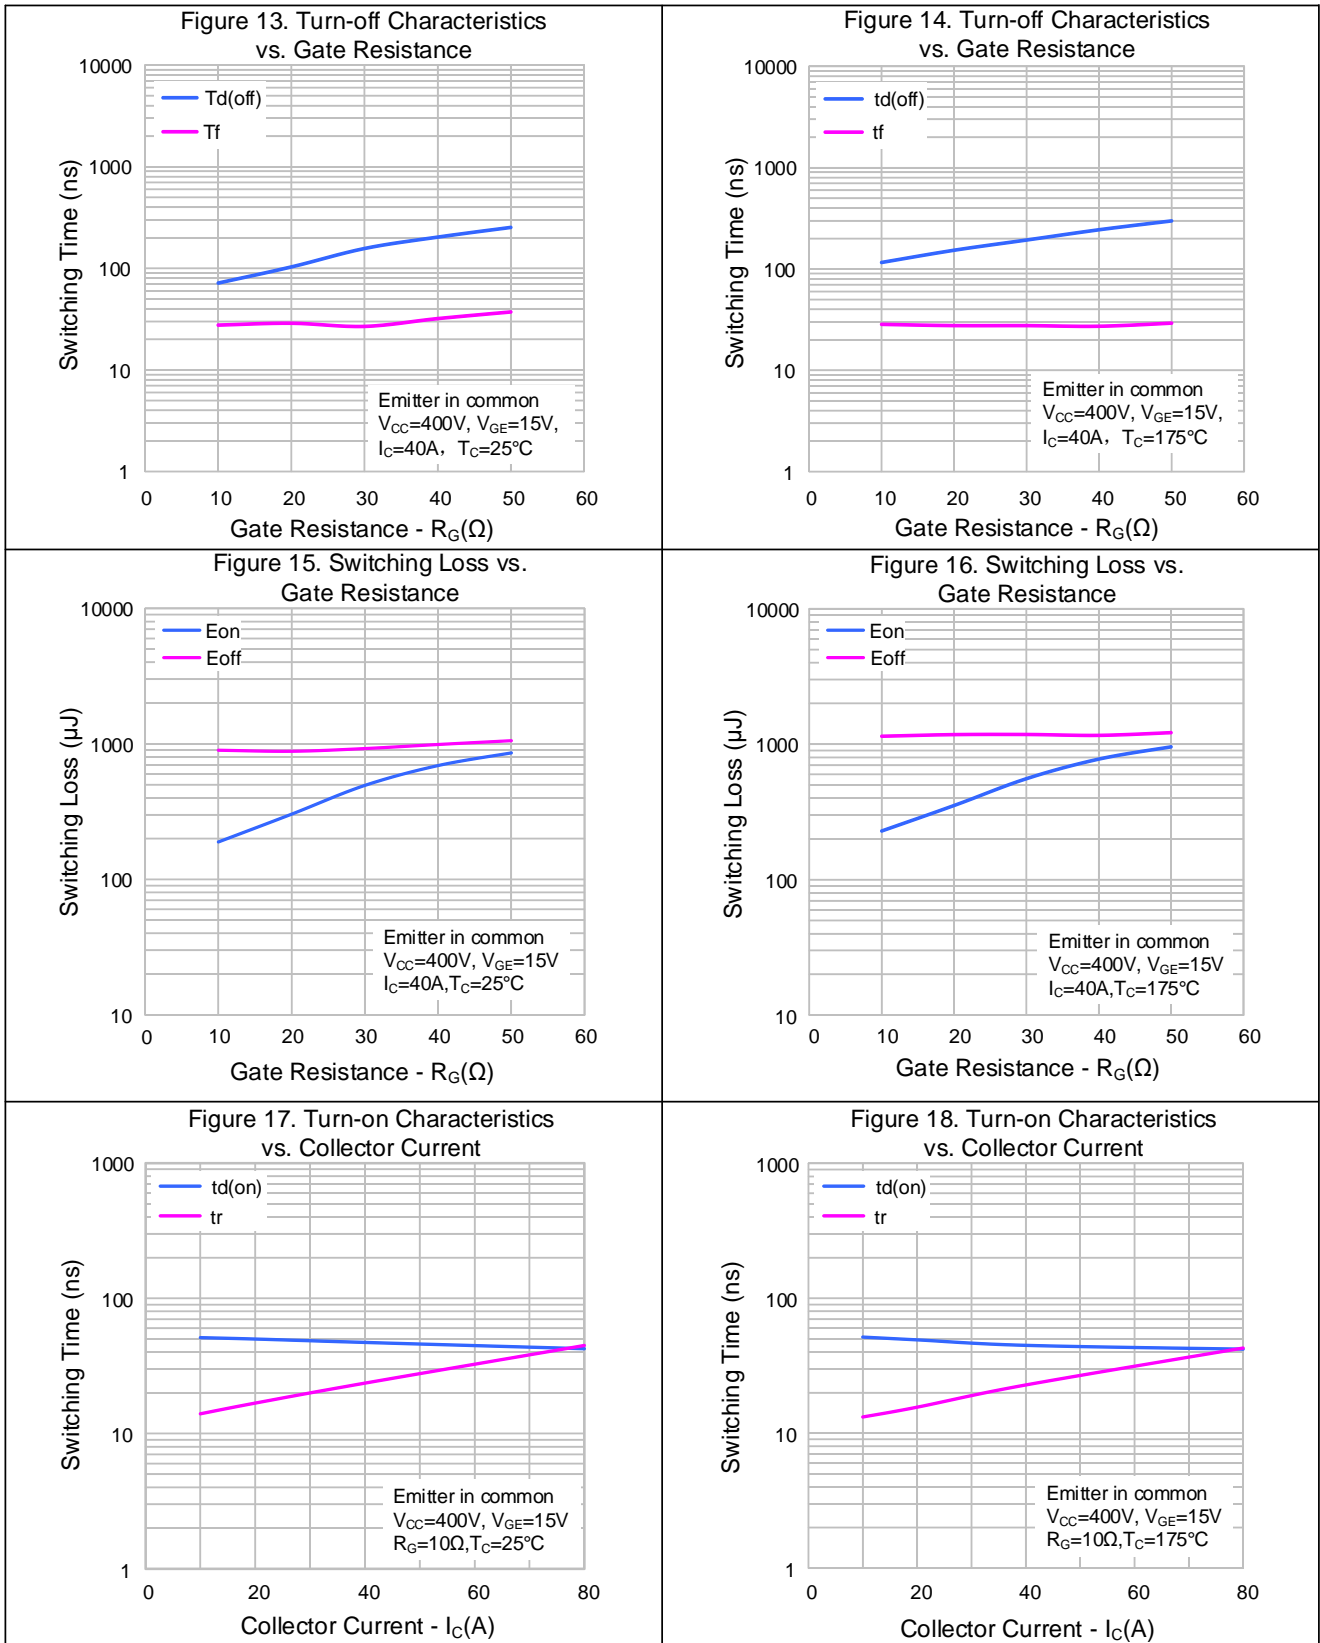 Figure 13. Turn-off Characteristics
vs. Gate Resistance
10000
1000
100
10
1
Td(off)
Tf
Switching Time (ns)
Emitter in common
VCC=400V, VGE=15V,
IC=40A, TC=25℃
0 10 20 30 40 50 60
Gate Resistance - RG(Ω)
Figure 14. Turn-off Characteristics
vs. Gate Resistance
10000
1000
100
10
1
td(off)
tf
Switching Time (ns)
Emitter in common
VCC=400V, VGE=15V,
IC=40A, TC=175℃
0 10 20 30 40 50 60
Gate Resistance - RG(Ω)
Figure 15. Switching Loss vs.
Gate Resistance
10000
1000
100
10
Eon
Eoff
Switching Loss (µJ)
Emitter in common
VCC=400V, VGE=15V
IC=40A,TC=25℃
0 10 20 30 40 50 60
Gate Resistance - RG(Ω)
Figure 16. Switching Loss vs.
Gate Resistance
10000
1000
100
10
Eon
Eoff
Switching Loss (µJ)
Emitter in common
VCC=400V, VGE=15V
IC=40A,TC=175℃
0 10 20 30 40 50 60
Gate Resistance - RG(Ω)
Figure 17. Turn-on Characteristics
vs. Collector Current
1000
100
10
1
td(on)
tr
Switching Time (ns)
Emitter in common
VCC=400V, VGE=15V
RG=10Ω,TC=25℃
0 20 40 60 80
Collector Current - IC(A)
Figure 18. Turn-on Characteristics
vs. Collector Current
1000
100
10
1
td(on)
tr
Switching Time (ns)
Emitter in common
VCC=400V, VGE=15V
RG=10Ω,TC=175℃
0 20 40 60 80
Collector Current - IC(A)